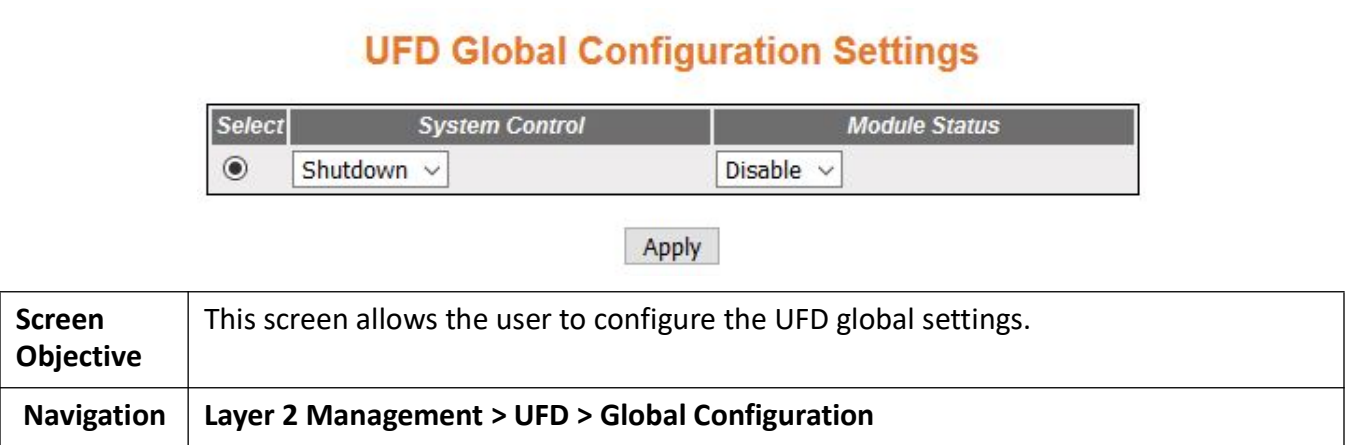 UFD Global Configuration Settings
Select System Control Module Status
Shutdown Disable
Apply
Screen Objective This screen allows the user to configure the UFD global settings.
Navigation Layer 2 Management > UFD > Global Configuration